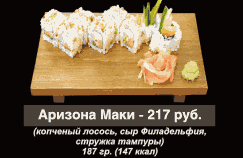 Аризона Маки - 217 руб.
(копченый лосось, сыр Филадельфия,
стружка тампуры)
187 гр. (147 ккал)